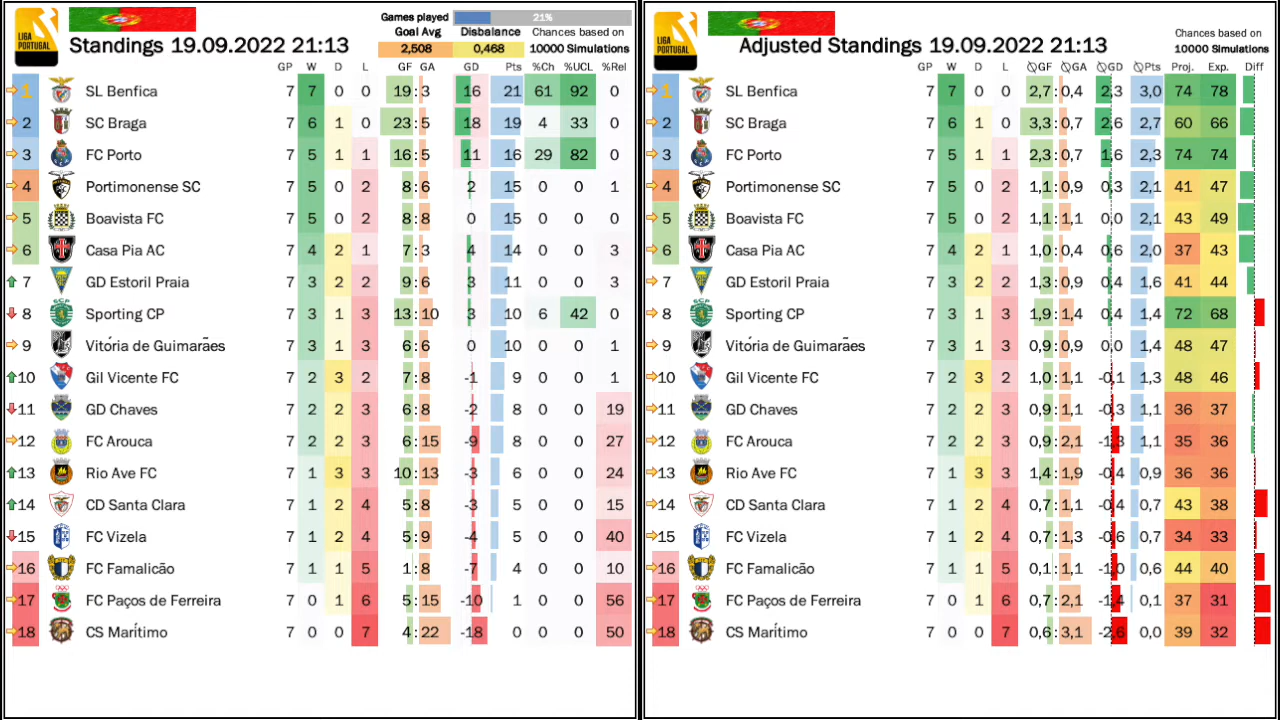 LIGA PORTUGAL
Games played 21%
Goal Avg Disbalance Chances based on
Standings 19.09.2022 21:13 2,508 0,468 10000 Simulations
GP W D L GF GA GD Pts %Ch %UCL %Rel
1 SL Benfica 7 7 0 0 19 : 3 16 21 61 92 0
2 SC Braga 7 6 1 0 23 : 5 18 19 4 33 0
3 FC Porto 7 5 1 1 16 : 5 11 16 29 82 0
4 Portimonense SC 7 5 0 2 8 : 6 2 15 0 0 1
5 Boavista FC 7 5 0 2 8 : 8 0 15 0 0 0
6 Casa Pia AC 7 4 2 1 7 : 3 4 14 0 0 3
7 GD Estoril Praia 7 3 2 2 9 : 6 3 11 0 0 3
8 Sporting CP 7 3 1 3 13 : 10 3 10 6 42 0
9 Vitória de Guimarães 7 3 1 3 6 : 6 0 10 0 0 1
10 Gil Vicente FC 7 2 3 2 7 : 8 -1 9 0 0 1
11 GD Chaves 7 2 2 3 6 : 8 -2 8 0 0 19
12 FC Arouca 7 2 2 3 6 : 15 -9 8 0 0 27
13 Rio Ave FC 7 1 3 3 10 : 13 -3 6 0 0 24
14 CD Santa Clara 7 1 2 4 5 : 8 -3 5 0 0 15
15 FC Vizela 7 1 2 4 5 : 9 -4 5 0 0 40
16 FC Famalicão 7 1 1 5 1 : 8 -7 4 0 0 10
17 FC Paços de Ferreira 7 0 1 6 5 : 15 -10 1 0 0 56
18 CS Marítimo 7 0 0 7 4 : 22 -18 0 0 0 50
LIGA PORTUGAL
Chances based on
Adjusted Standings 19.09.2022 21:13 10000 Simulations
GP W D L ∅GF ∅GA ∅GD ∅Pts Proj. Exp. Diff
1 SL Benfica 7 7 0 0 2,7 : 0,4 2,3 3,0 74 78
2 SC Braga 7 6 1 0 3,3 : 0,7 2,6 2,7 60 66
3 FC Porto 7 5 1 1 2,3 : 0,7 1,6 2,3 74 74
4 Portimonense SC 7 5 0 2 1,1 : 0,9 0,3 2,1 41 47
5 Boavista FC 7 5 0 2 1,1 : 1,1 0,0 2,1 43 49
6 Casa Pia AC 7 4 2 1 1,0 : 0,4 0,6 2,0 37 43
7 GD Estoril Praia 7 3 2 2 1,3 : 0,9 0,4 1,6 41 44
8 Sporting CP 7 3 1 3 1,9 : 1,4 0,4 1,4 72 68
9 Vitória de Guimarães 7 3 1 3 0,9 : 0,9 0,0 1,4 48 47
10 Gil Vicente FC 7 2 3 2 1,0 : 1,1 -0,1 1,3 48 46
11 GD Chaves 7 2 2 3 0,9 : 1,1 -0,3 1,1 36 37
12 FC Arouca 7 2 2 3 0,9 : 2,1 -1,3 1,1 35 36
13 Rio Ave FC 7 1 3 3 1,4 : 1,9 -0,4 0,9 36 36
14 CD Santa Clara 7 1 2 4 0,7 : 1,1 -0,4 0,7 43 38
15 FC Vizela 7 1 2 4 0,7 : 1,3 -0,6 0,7 34 33
16 FC Famalicão 7 1 1 5 0,1 : 1,1 -1,0 0,6 44 40
17 FC Paços de Ferreira 7 0 1 6 0,7 : 2,1 -1,4 0,1 37 31
18 CS Marítimo 7 0 0 7 0,6 : 3,1 -2,6 0,0 39 32